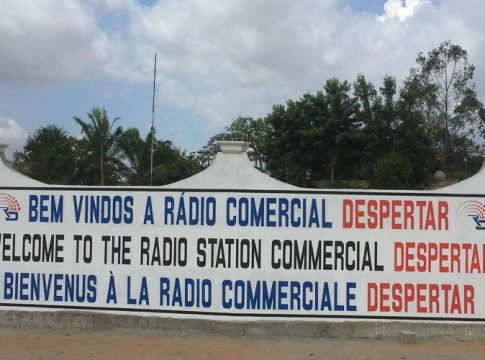 BEM VINDOS A RÁDIO COMERCIAL DESPERTAR
WELCOME TO THE RADIO STATION COMMERCIAL DESPERTAR
BIENVENUS À LA RADIO COMMERCIALE DESPERTAR